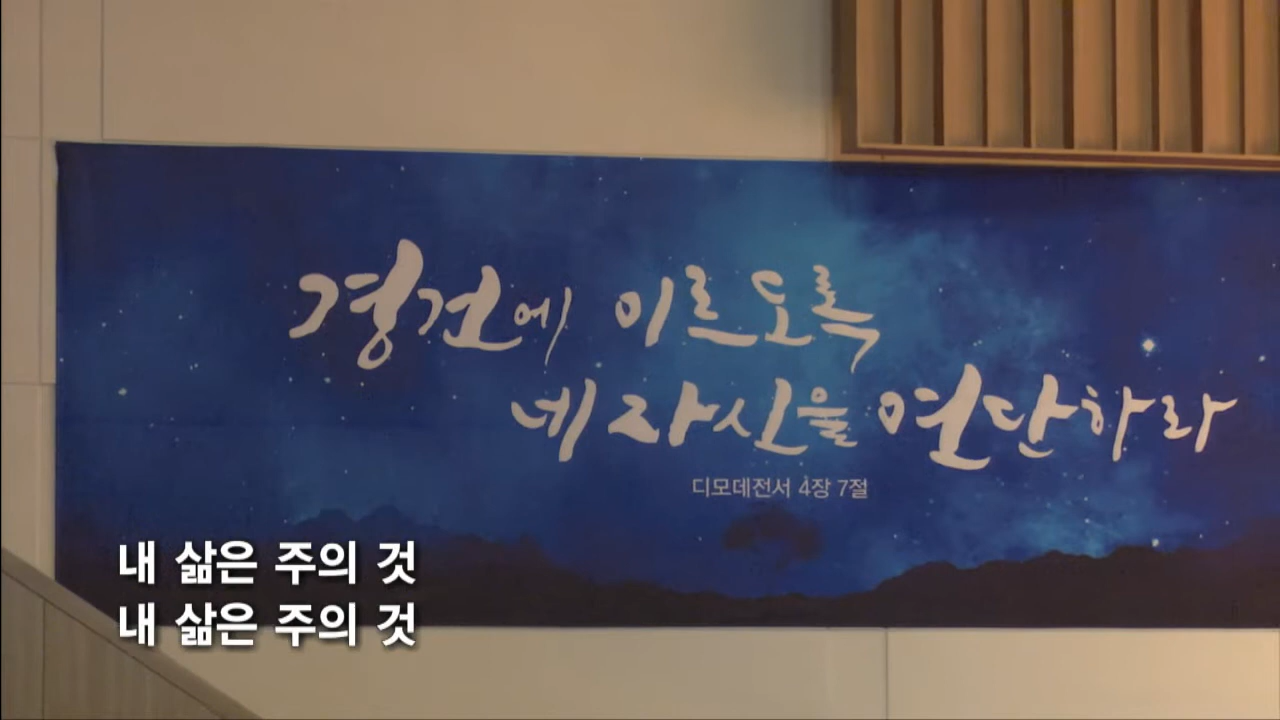 경건에 이르도록
네 자신을 연단하라
디모데전서 4장 7절
내 삶은 주의 것
내 삶은 주의 것